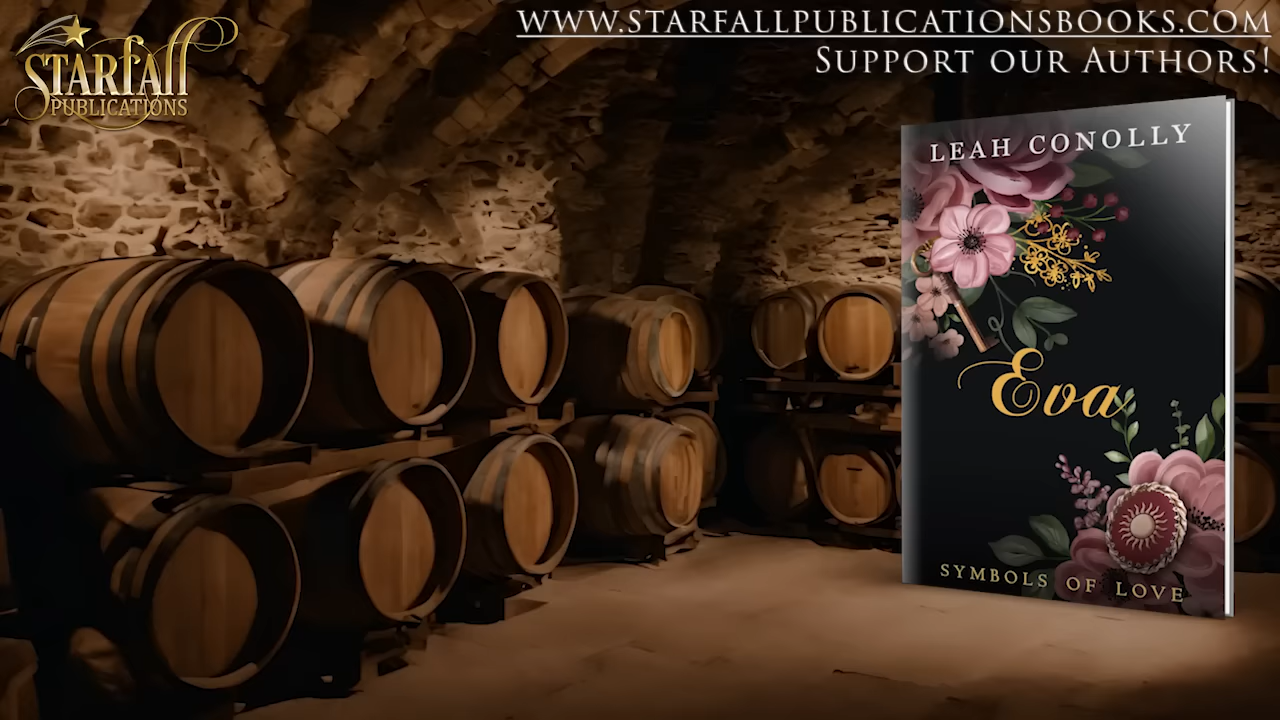 STARfall
PUBLICATIONS
WWW.STARFALLPUBLICATIONSBOOKS.COM
SUPPORT OUR AUTHORS!
LEAH CONOLLY
Eva
SYMBOLS OF LOVE